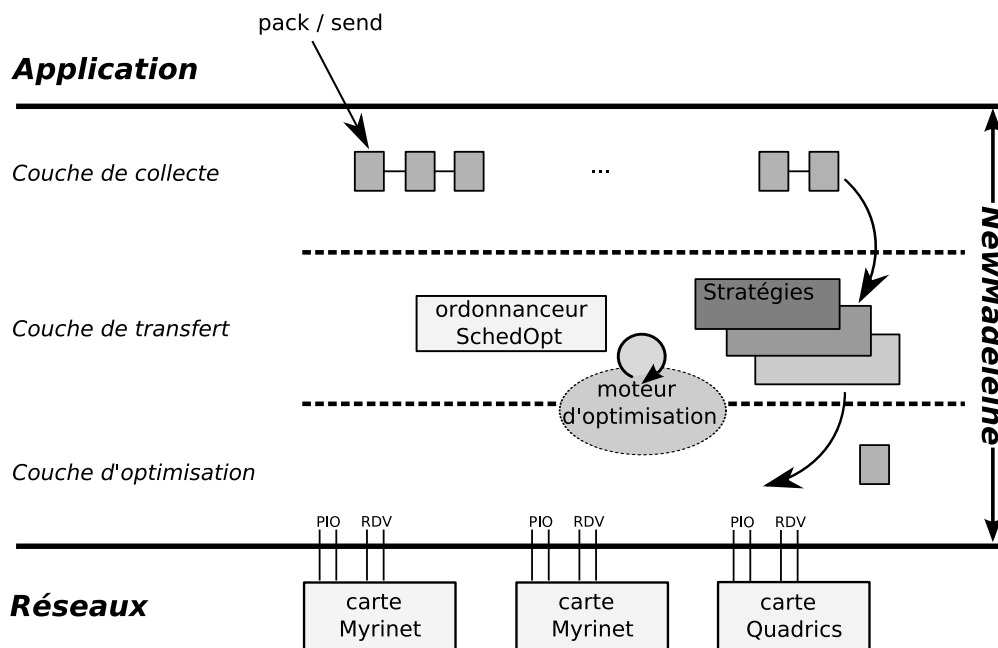 pack / send
Application
Couche de collecte
...
NewMadeleine
Stratégies
ordonnanceur
SchedOpt
Couche de transfert
moteur
d'optimisation
Couche d'optimisation
PIO RDV
PIO RDV
PIO RDV
Réseaux
carte
Myrinet
carte
Myrinet
carte
Quadrics